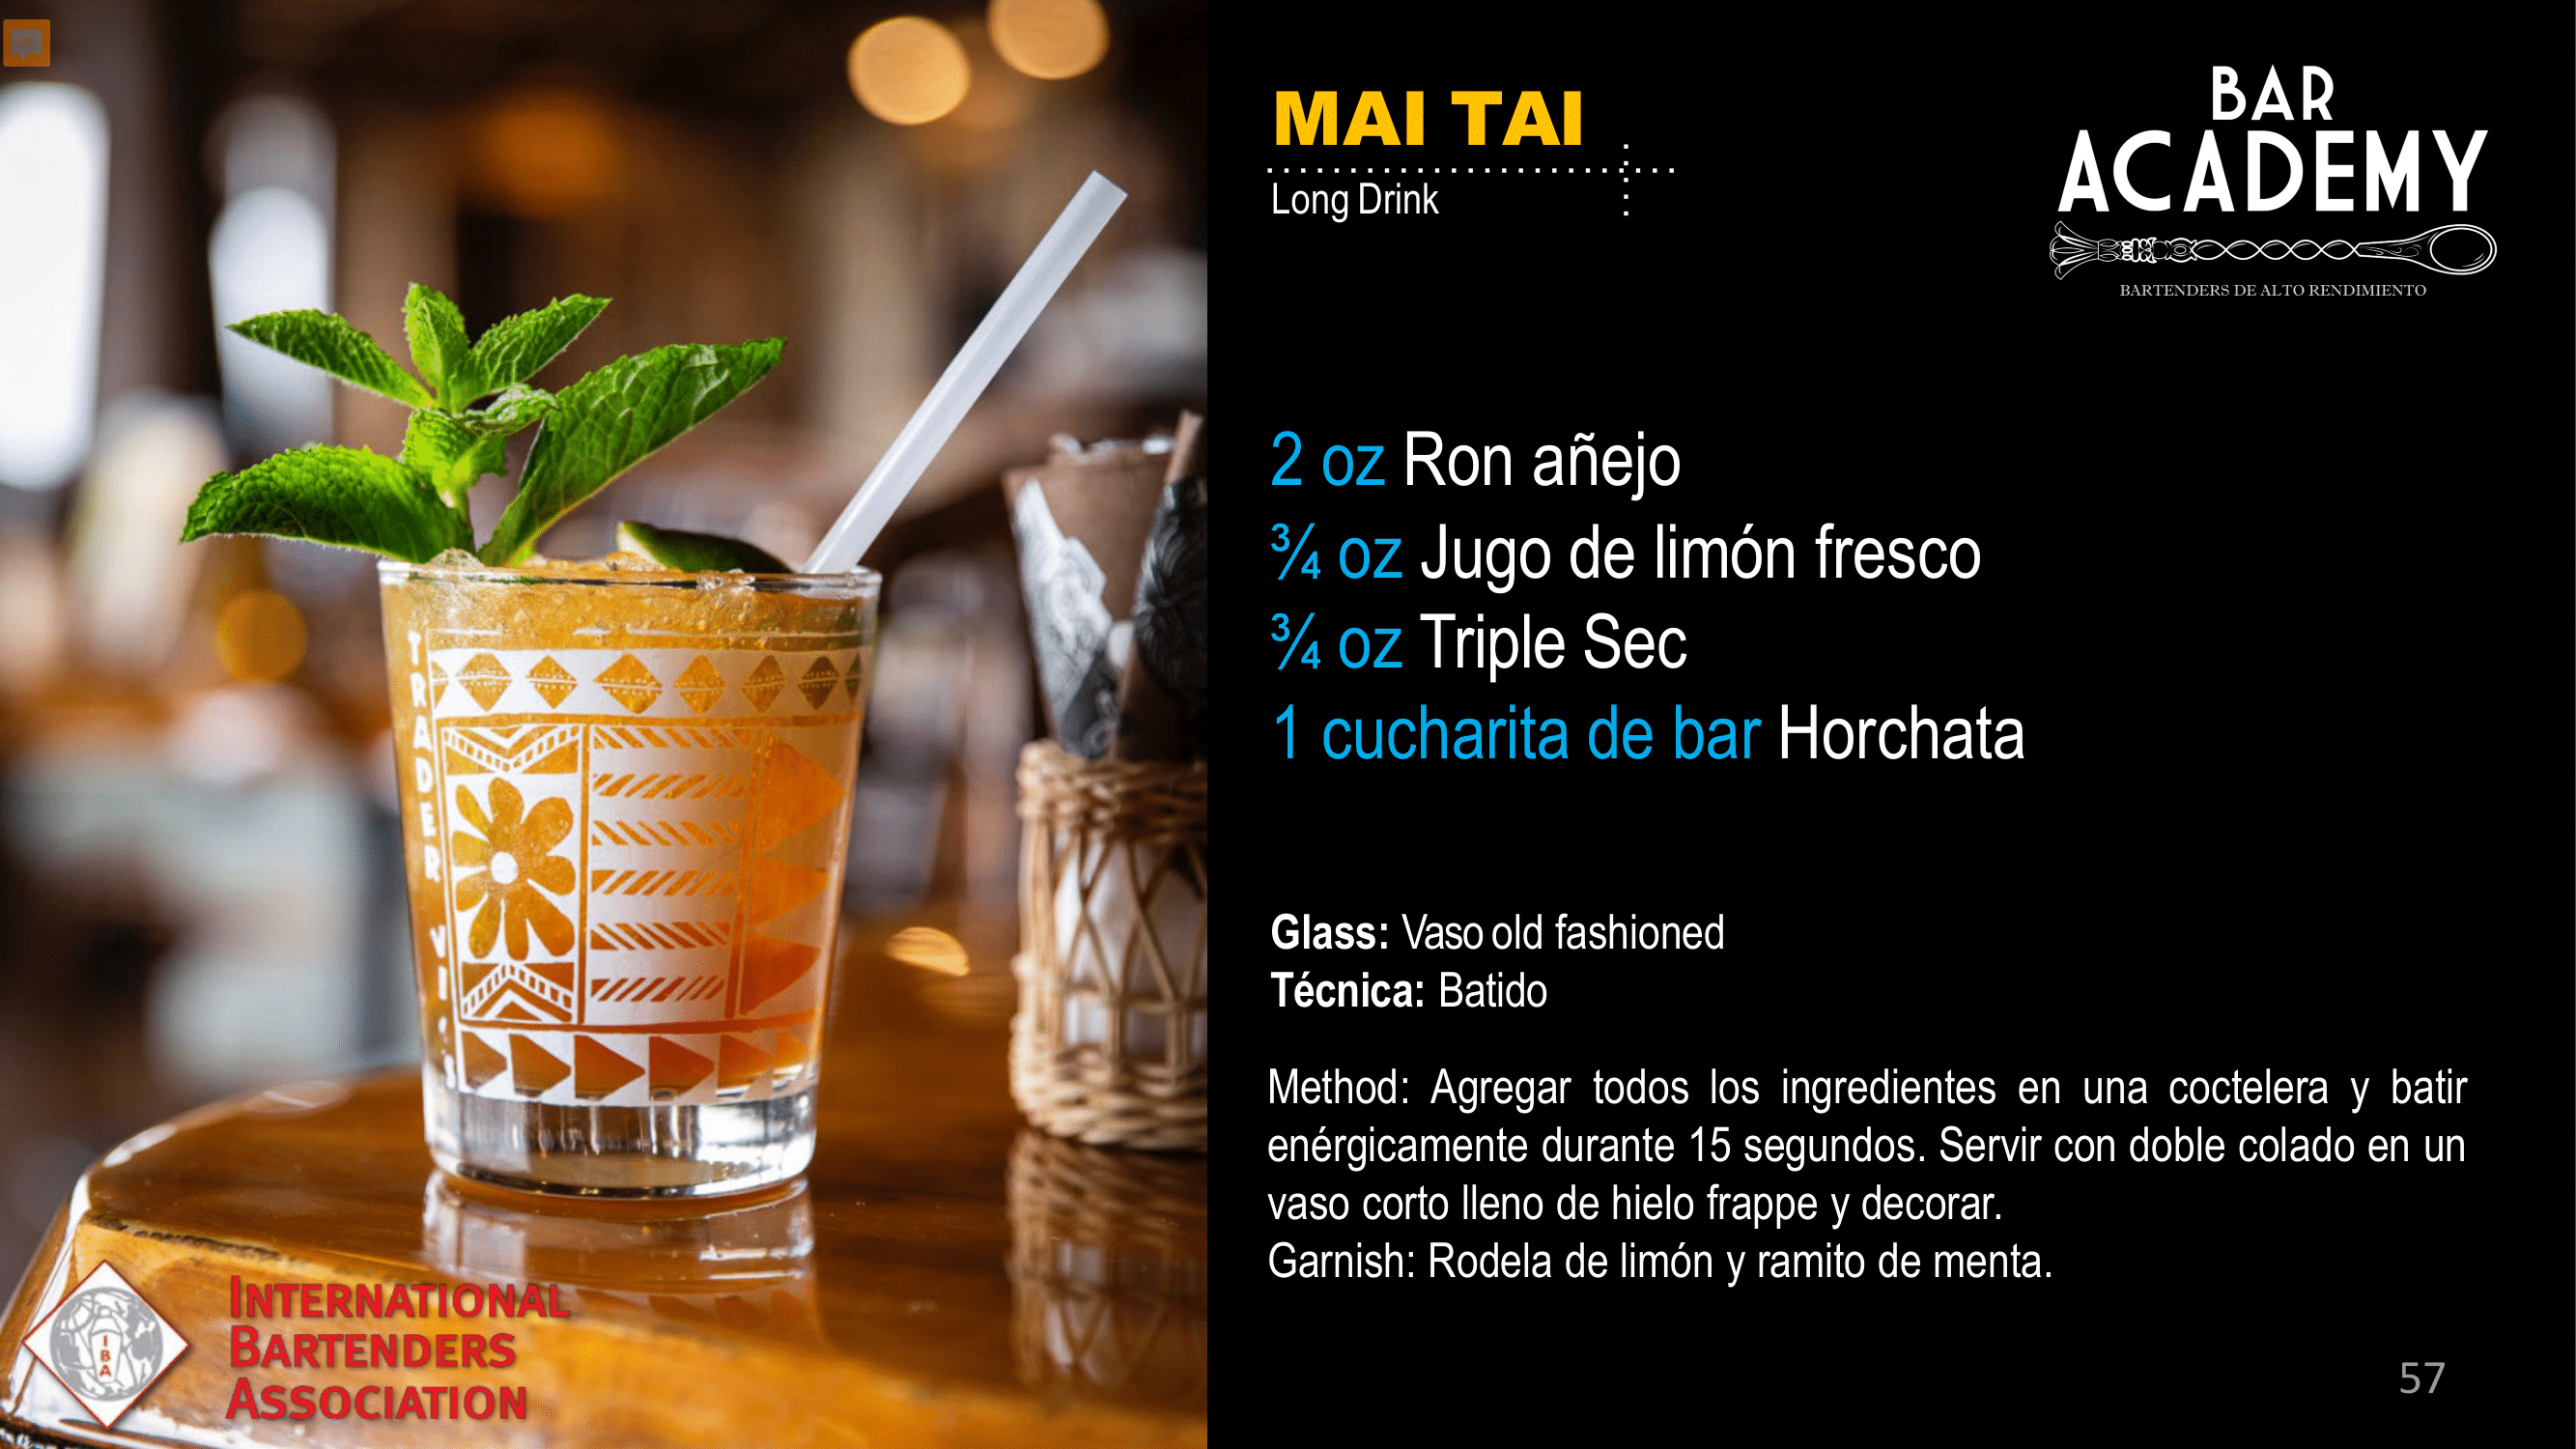 MAI TAI
Long Drink
BAR
ACADEMY
BARTENDERS DE ALTO RENDIMIENTO
2 oz Ron añejo
¾ oz Jugo de limón fresco
¾ oz Triple Sec
1 cucharita de bar Horchata
Glass: Vaso old fashioned
Técnica: Batido
Method: Agregar todos los ingredientes en una coctelera y batir
enérgicamente durante 15 segundos. Servir con doble colado en un
vaso corto lleno de hielo frappe y decorar.
Garnish: Rodela de limón y ramito de menta.
TRADER VIC'S
IBA
INTERNATIONAL
BARTENDERS
ASSOCIATION
57